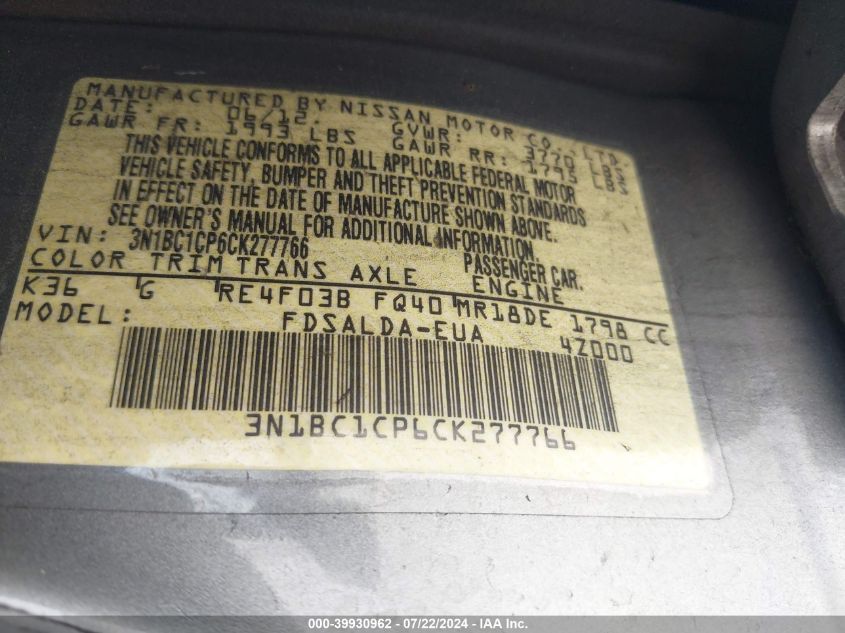 MANUFACTURED BY NISSAN MOTOR CO., LTD.
DATE: 06/12. GVWR: 3770 LBS
GAWR FR: 1993 LBS GAWR RR: 1795 LBS
THIS VEHICLE CONFORMS TO ALL APPLICABLE FEDERAL MOTOR
VEHICLE SAFETY, BUMPER AND THEFT PREVENTION STANDARDS
IN EFFECT ON THE DATE OF MANUFACTURE SHOWN ABOVE.
SEE OWNER'S MANUAL FOR ADDITIONAL INFORMATION.
VIN: 3N1BC1CP6CK277766 PASSENGER CAR.
COLOR TRIM TRANS AXLE ENGINE
K36 G RE4F03B FQ40 MR18DE 1798 CC
MODEL: FDSALDA-EUA 4Z000
3N1BC1CP6CK277766
000-39930962 - 07/22/2024 - IAA Inc.